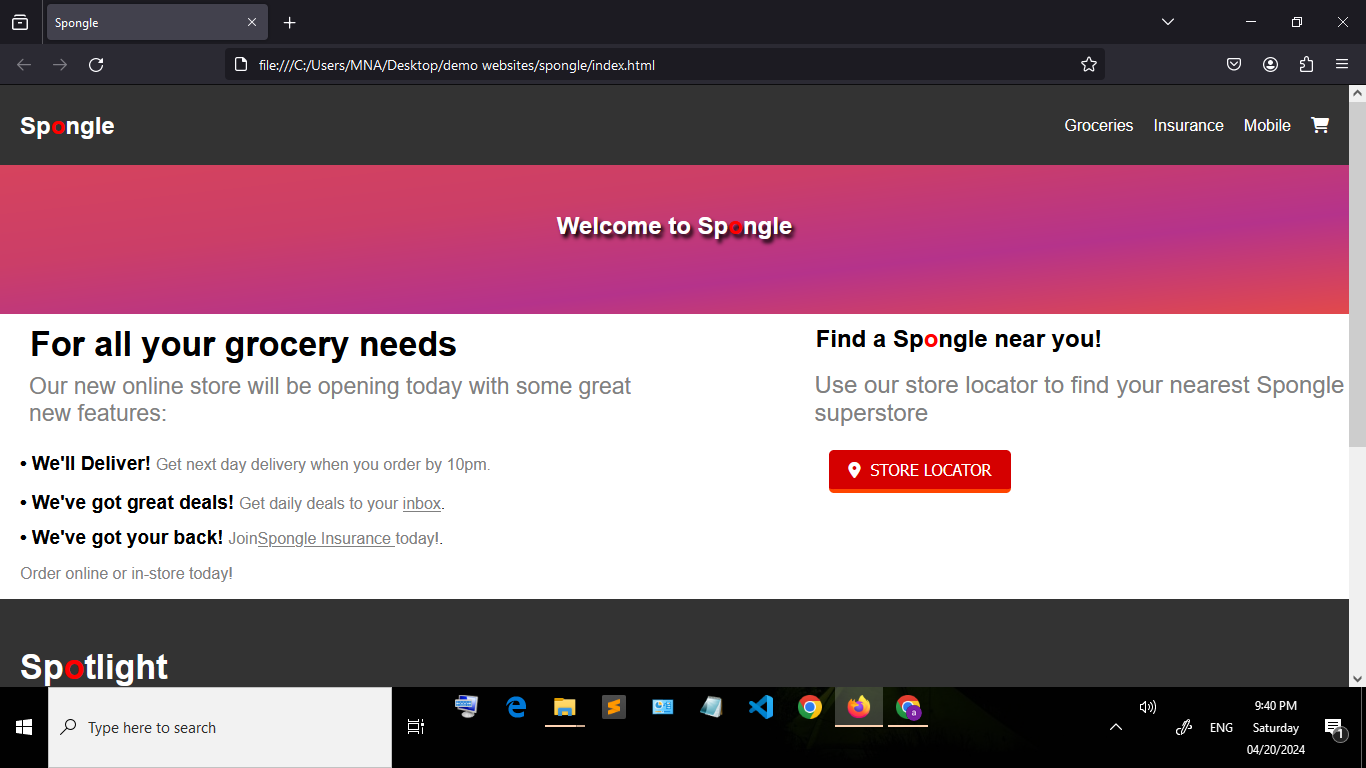 Spongle
file:///C:/Users/MNA/Desktop/demo websites/spongle/index.html
Spongle
Groceries Insurance Mobile
Welcome to Spongle
For all your grocery needs
Our new online store will be opening today with some great
new features:
• We'll Deliver! Get next day delivery when you order by 10pm.
• We've got great deals! Get daily deals to your inbox.
• We've got your back! JoinSpongle Insurance today!.
Order online or in-store today!
Find a Spongle near you!
Use our store locator to find your nearest Spongle
superstore
STORE LOCATOR
Spotlight
Type here to search
a
ENG
9:40 PM
Saturday
04/20/2024
1